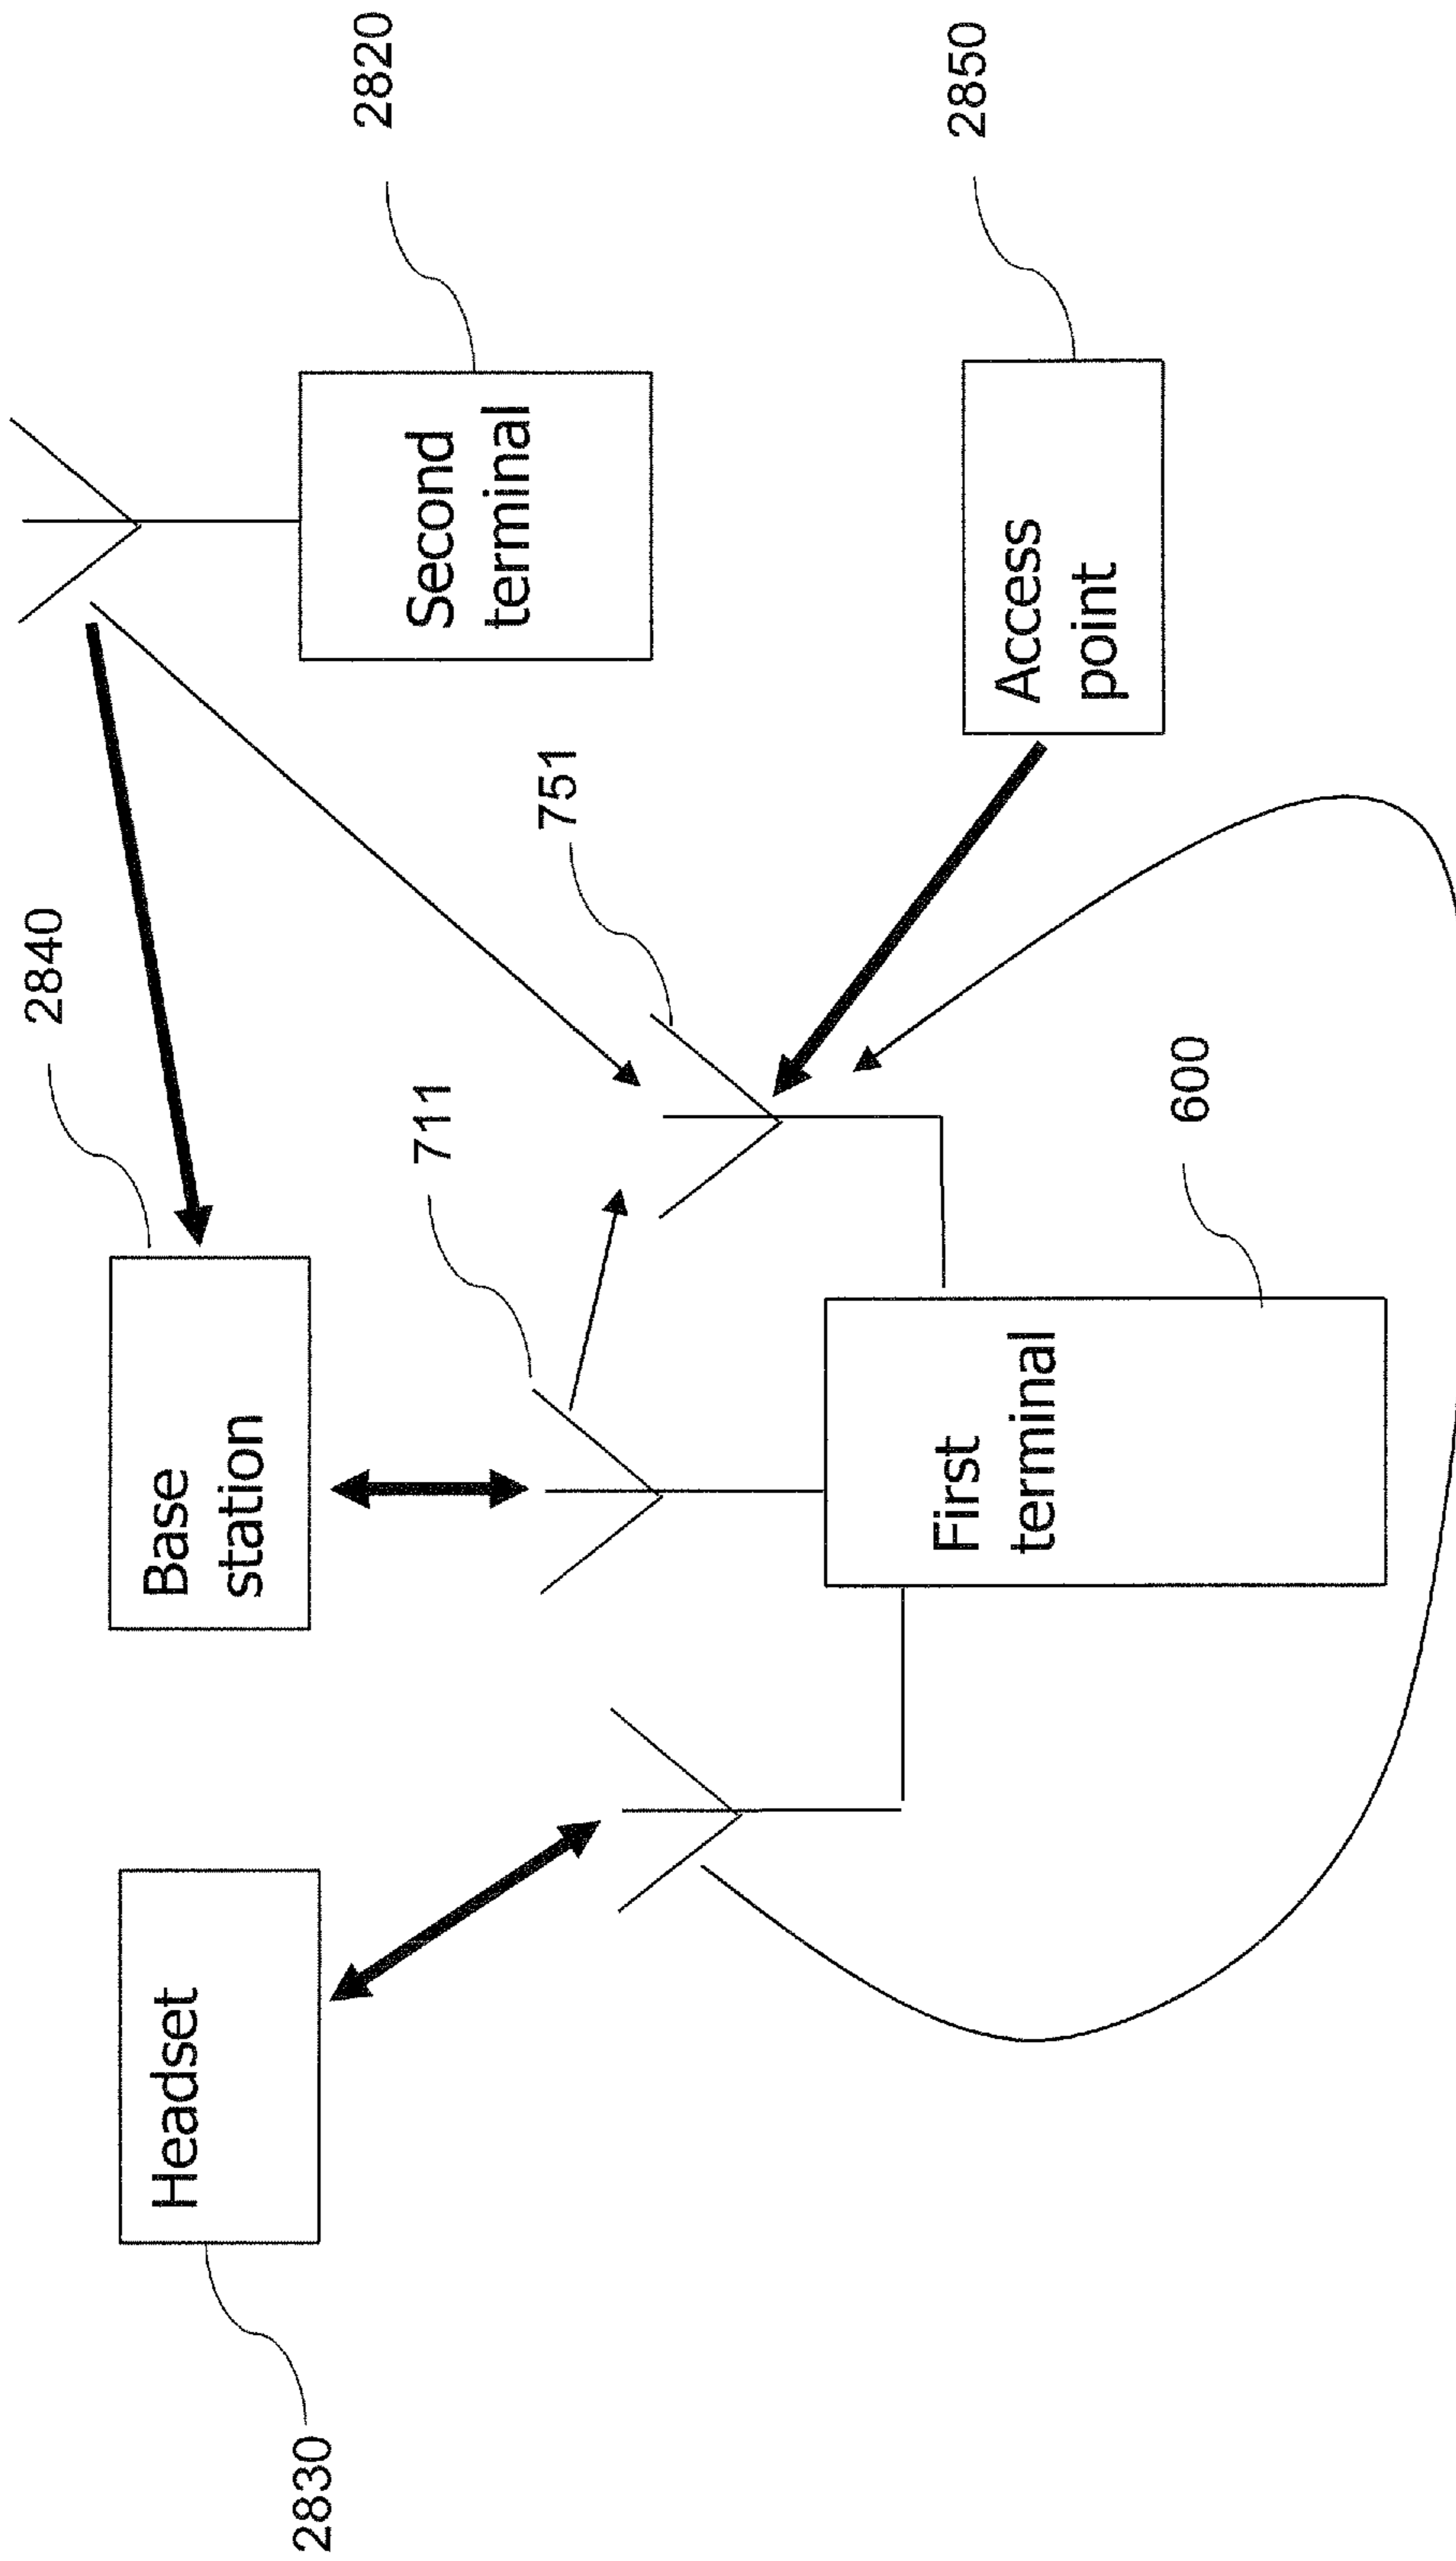 2840
Base
station
Headset
2830
2820
711
Second
terminal
751
First
terminal
2850
Access
point
600